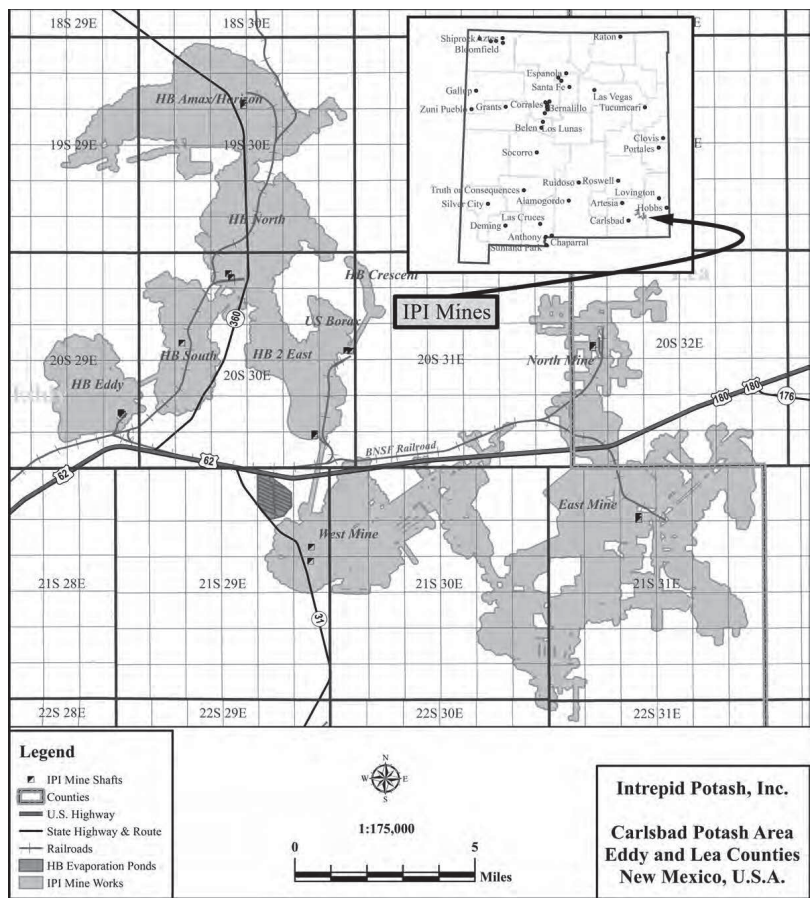 18S 29E
18S 30E
HB Amax/Horizon
19S 29E
19S 30E
HB North
HB Crescent
US Borax
360
HB South
HB 2 East
20S 29E
20S 30E
20S 31E
20S 32E
HB Eddy
North Mine
Lea
180
180
176
BNSF Railroad
62
62
West Mine
East Mine
21S 28E
21S 29E
21S 30E
21S 31E
31
22S 28E
22S 29E
22S 30E
22S 31E
Shiprock
Aztec
Bloomfield
Raton
Espanola
Santa Fe
Gallup
Las Vegas
Zuni Pueblo
Grants
Corrales
Bernalillo
Tucumcari
Belen
Los Lunas
Clovis
Portales
Socorro
Truth or Consequences
Ruidoso
Roswell
Silver City
Alamogordo
Lovington
Artesia
Hobbs
Las Cruces
Carlsbad
Deming
Anthony
Chaparral
Sunland Park
IPI Mines
Legend
IPI Mine Shafts
Counties
U.S. Highway
State Highway & Route
Railroads
HB Evaporation Ponds
IPI Mine Works
N
W
E
S
1:175,000
0
5
Miles
Intrepid Potash, Inc.
Carlsbad Potash Area
Eddy and Lea Counties
New Mexico, U.S.A.